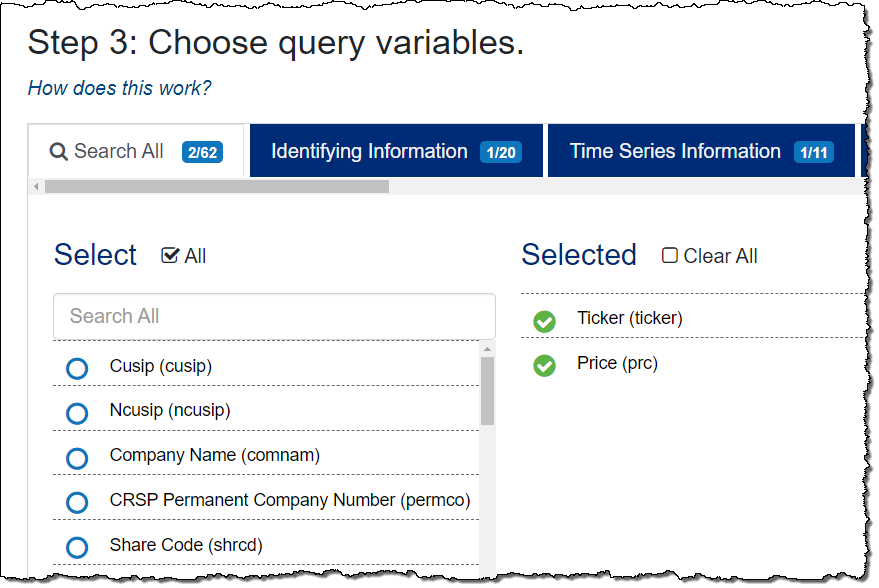 Step 3: Choose query variables.
How does this work?
Search All 2/62 Identifying Information 1/20 Time Series Information 1/11
Select All Selected Clear All
Search All
Ticker (ticker)
Price (prc)
Cusip (cusip)
Ncusip (ncusip)
Company Name (comnam)
CRSP Permanent Company Number (permco)
Share Code (shrcd)